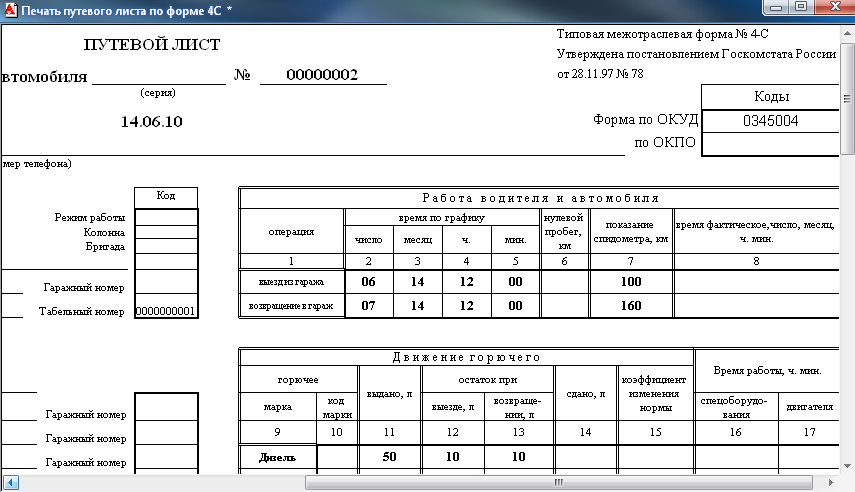 Печать путевого листа по форме 4С *
ПУТЕВОЙ ЛИСТ
Типовая межотраслевая форма № 4-С
Утверждена постановлением Госкомстата России
от 28.11.97 № 78
втомобиля № 00000002
(серия)
Коды
14.06.10
Форма по ОКУД 0345004
по ОКПО
мер телефона)
Код
Режим работы
Колонна
Бригада
Гаражный номер
Табельный номер 0000000001
Работа водителя и автомобиля
операция время по графику нулевой пробег, км показание спидометра, км время фактическое,число, месяц, ч. мин.
число месяц ч. мин.
1 2 3 4 5 6 7 8
выезд из гаража 06 14 12 00 100
возвращение в гараж 07 14 12 00 160
Движение горючего Время работы, ч. мин.
горючее выдано, л остаток при сдано, л коэффициент изменения нормы
марка код марки выезде, л возвраще-нии, л спецоборудо-вания двигателя
9 10 11 12 13 14 15 16 17
Дизель 50 10 10
Гаражный номер
Гаражный номер
Гаражный номер